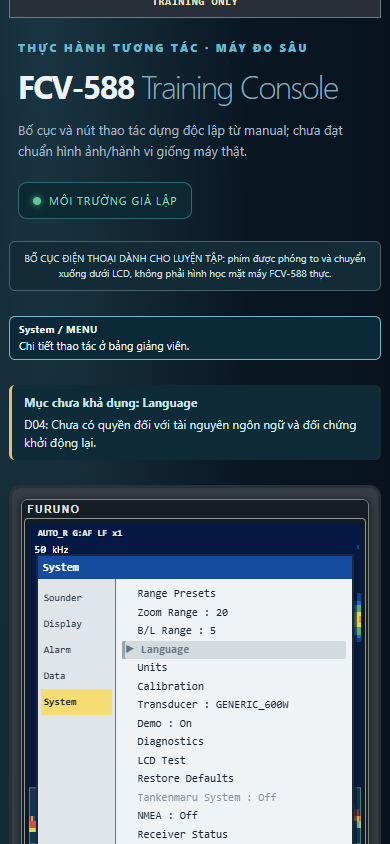 TRAINING ONLY
THỰC HÀNH TƯƠNG TÁC · MÁY ĐO SÂU
FCV-588 Training Console
Bố cục và nút thao tác dựng độc lập từ manual; chưa đạt
chuẩn hình ảnh/hành vi giống máy thật.
MÔI TRƯỜNG GIẢ LẬP
BỐ CỤC ĐIỆN THOẠI DÀNH CHO LUYỆN TẬP: phím được phóng to và chuyển
xuống dưới LCD, không phải hình học mặt máy FCV-588 thực.
System / MENU
Chi tiết thao tác ở bảng giảng viên.
Mục chưa khả dụng: Language
D04: Chưa có quyền đối với tài nguyên ngôn ngữ và đối chứng
khởi động lại.
FURUNO
AUTO_R G:AF LF x1
50 kHz
System
Sounder
Display
Alarm
Data
System
Range Presets
Zoom Range : 20
B/L Range : 5
▶ Language
Units
Calibration
Transducer : GENERIC_600W
Demo : On
Diagnostics
LCD Test
Restore Defaults
Tankenmaru System : Off
NMEA : Off
Receiver Status